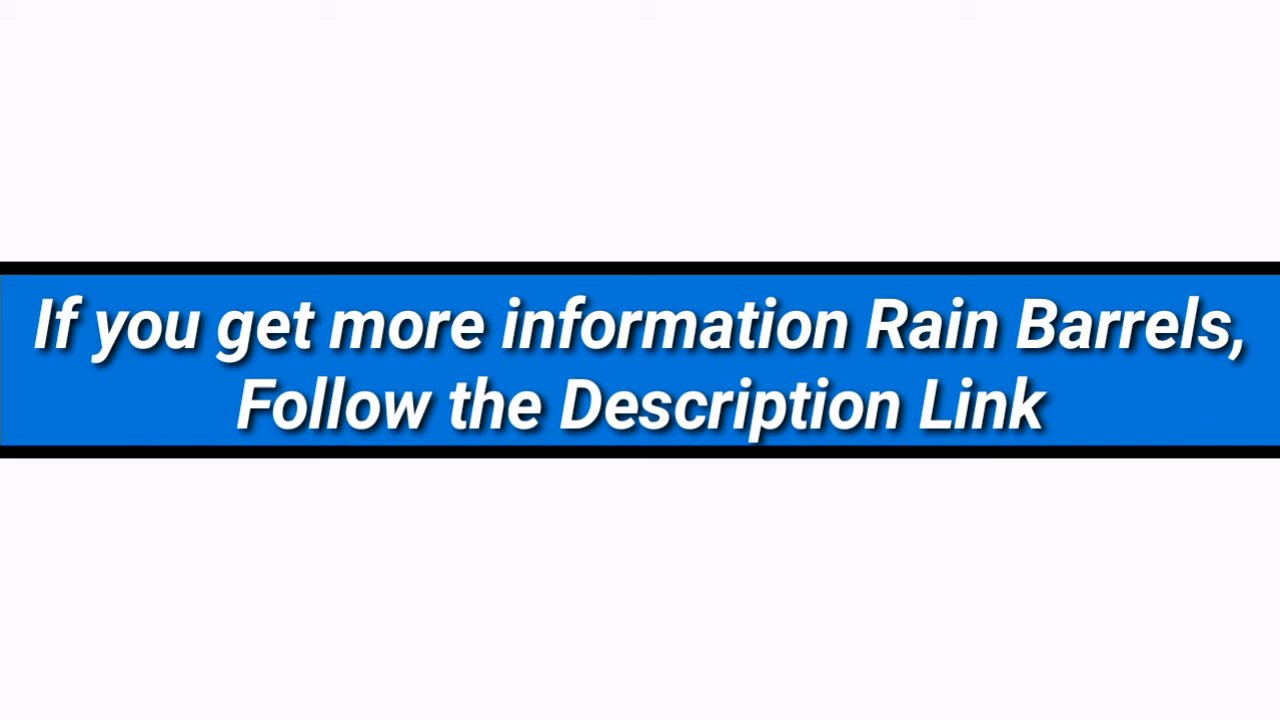 If you get more information Rain Barrels,
Follow the Description Link